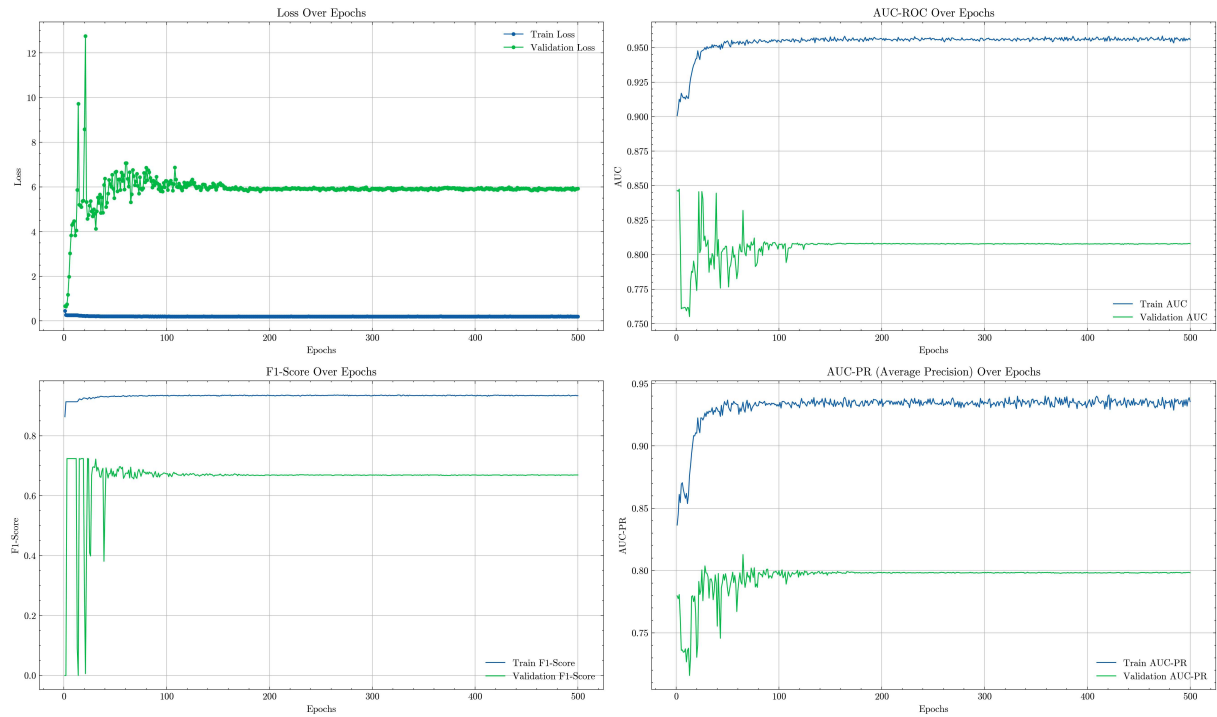 Loss Over Epochs
Train Loss
Validation Loss
12
10
8
6
4
2
0
Loss
0
100
200
300
400
500
Epochs
AUC-ROC Over Epochs
0.950
0.925
0.900
0.875
0.850
0.825
0.800
0.775
0.750
AUC
Train AUC
Validation AUC
0
100
200
300
400
500
Epochs
F1-Score Over Epochs
0.8
0.6
0.4
0.2
0.0
F1-Score
Train F1-Score
Validation F1-Score
0
100
200
300
400
500
Epochs
AUC-PR (Average Precision) Over Epochs
0.95
0.90
0.85
0.80
0.75
AUC-PR
Train AUC-PR
Validation AUC-PR
0
100
200
300
400
500
Epochs